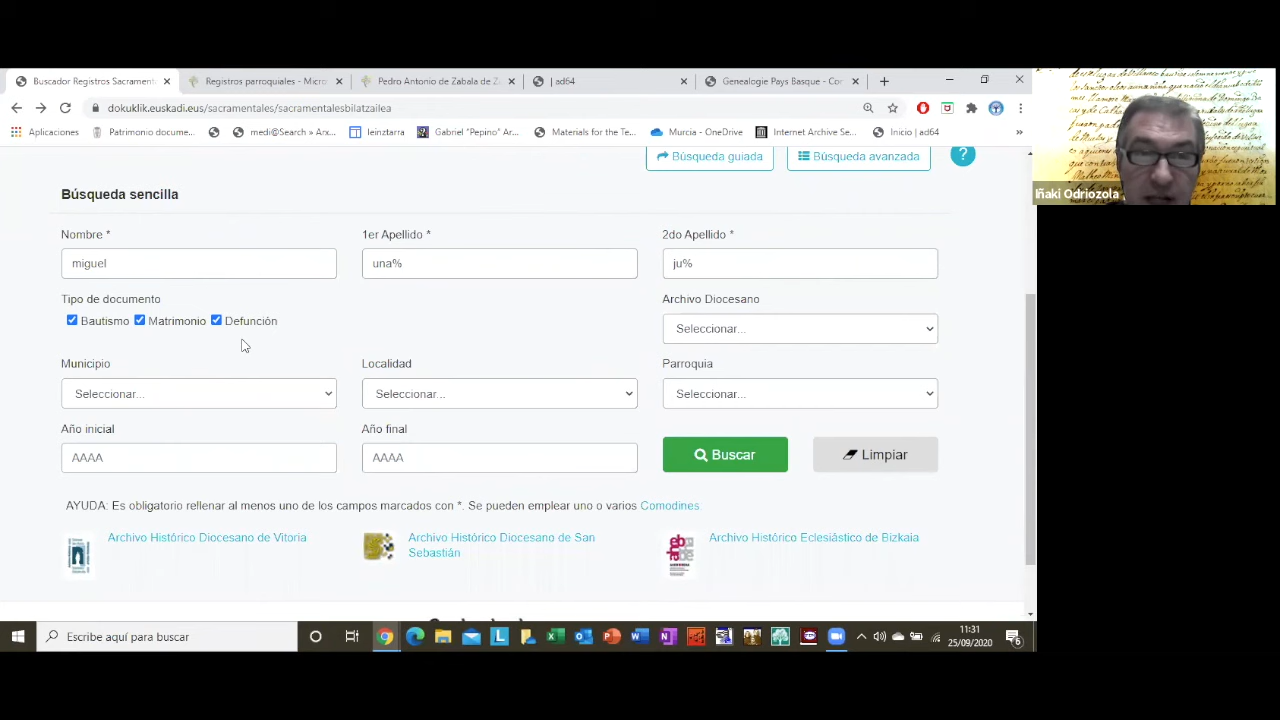 Buscador Registros Sacrament
Registros parroquiales - Micro
Pedro Antonio de Zabala de Z
| ad64
Genealogie Pays Basque - Cor
dokuklik.euskadi.eus/sacramentales/sacramentalesbilatzailea
Aplicaciones
Patrimonio docume...
medi@Search » Arx...
leindarra
Gabriel "Pepino" Ar...
Materials for the Te...
Murcia - OneDrive
Internet Archive Se...
Inicio | ad64
»
Búsqueda guiada
Búsqueda avanzada
?
Iñaki Odriozola
Búsqueda sencilla
Nombre *
1er Apellido *
2do Apellido *
miguel
una%
ju%
Tipo de documento
Archivo Diocesano
Bautismo Matrimonio Defunción
Seleccionar...
Municipio
Localidad
Parroquia
Seleccionar...
Seleccionar...
Seleccionar...
Año inicial
Año final
AAAA
AAAA
Buscar
Limpiar
AYUDA: Es obligatorio rellenar al menos uno de los campos marcados con *. Se pueden emplear uno o varios Comodines
Archivo Histórico Diocesano de Vitoria
Archivo Histórico Diocesano de San
Sebastián
Archivo Histórico Eclesiástico de Bizkaia
Escribe aquí para buscar
11:31
25/09/2020
6